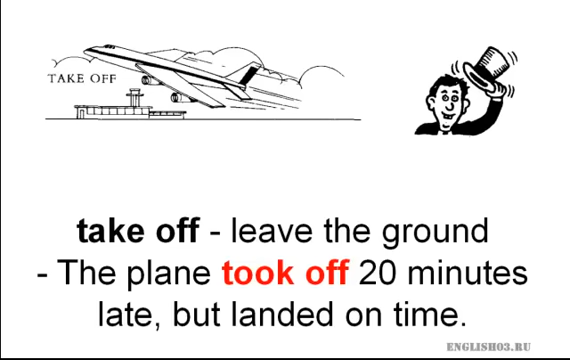 TAKE OFF
take off - leave the ground
- The plane took off 20 minutes
late, but landed on time.
ENGLISH03.RU